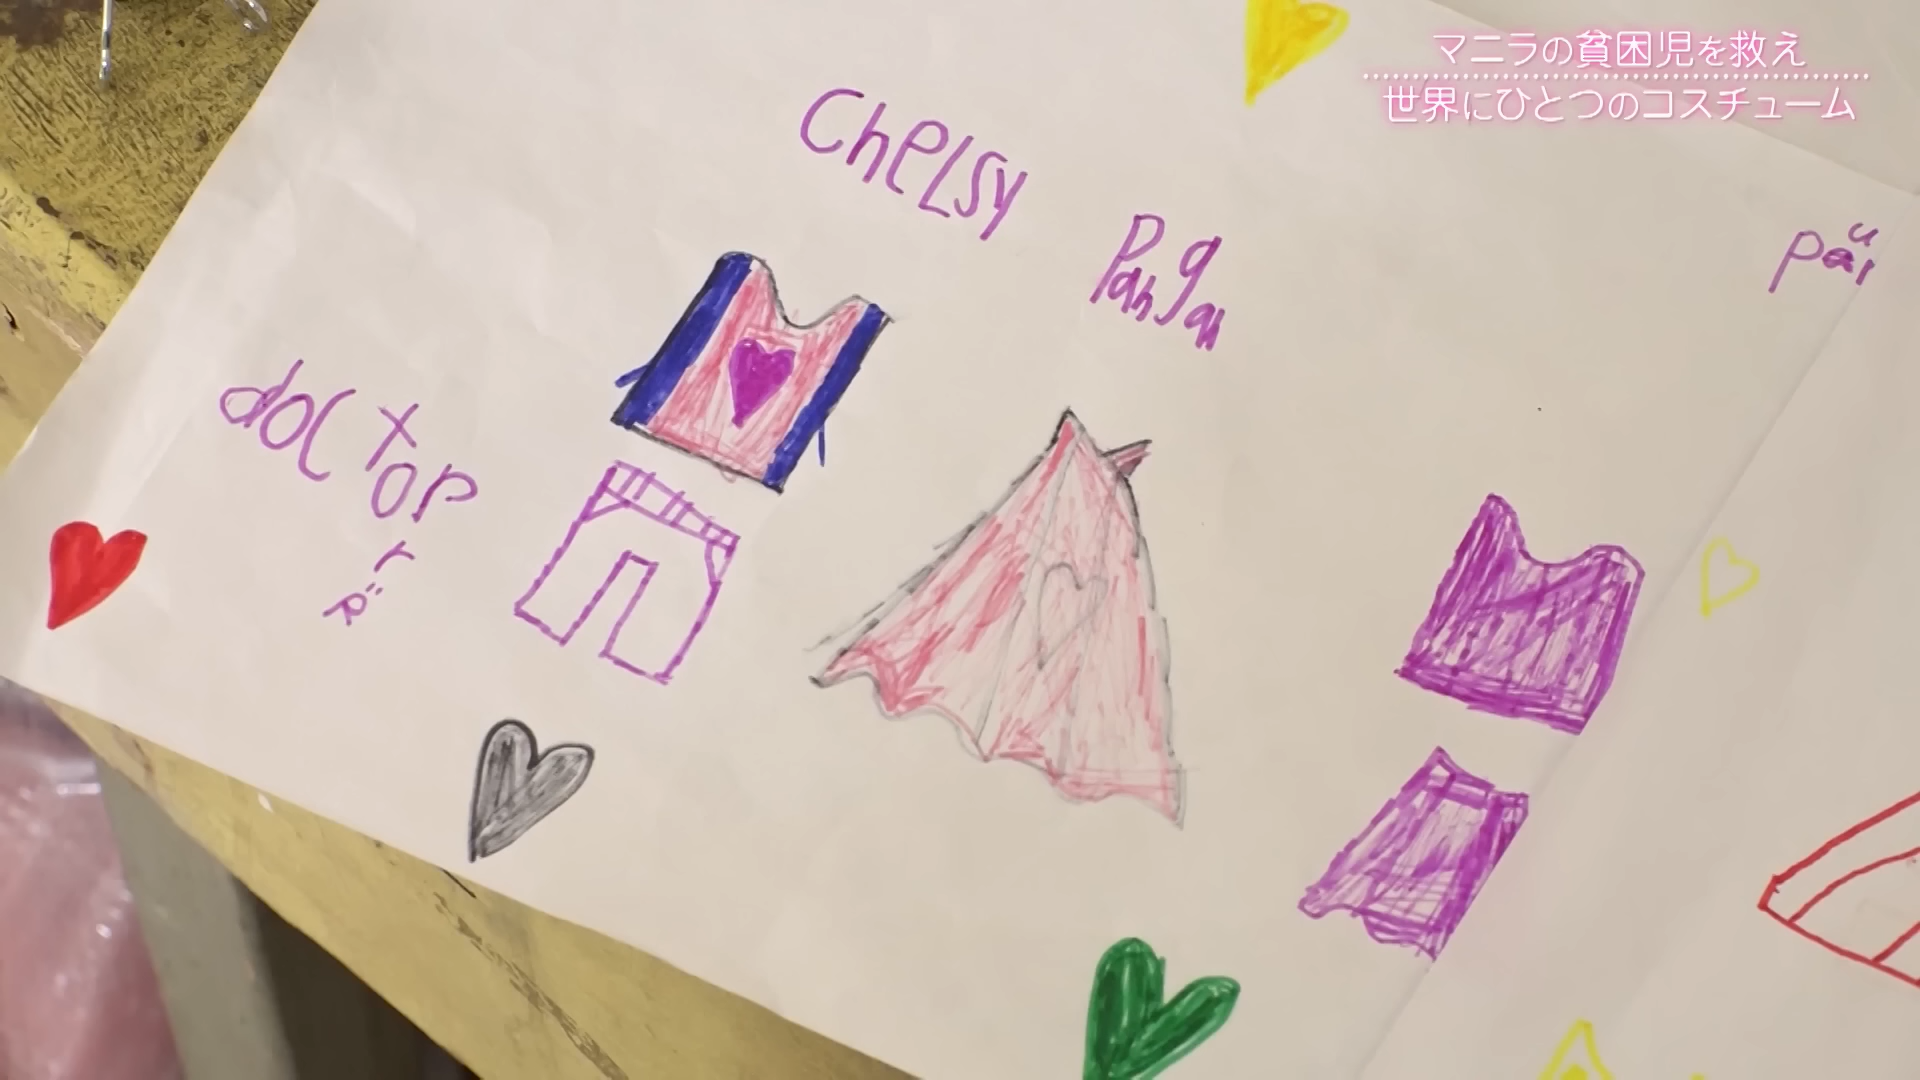 マニラの貧困児を救え
世界にひとつのコスチューム
Chelsy
Pangan
doctor